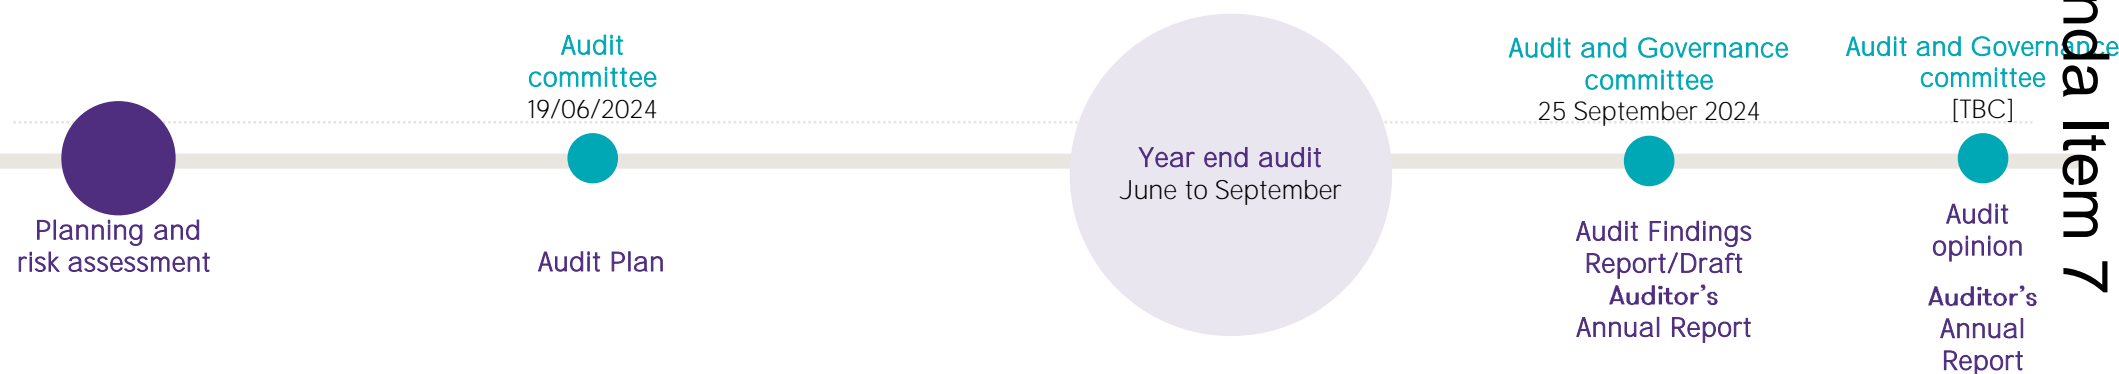 Planning and
risk assessment
Audit
committee
19/06/2024
Audit Plan
Year end audit
June to September
Audit and Governance
committee
25 September 2024
Audit Findings
Report/Draft
Auditor’s
Annual Report
Audit and Governance
committee
[TBC]
Audit
opinion
Auditor’s
Annual
Report
nda Item 7